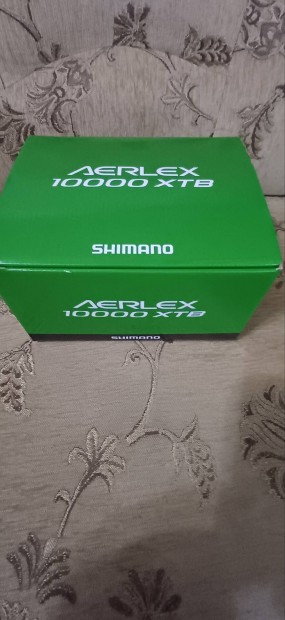 AERLEX
10000 XTB
SHIMANO
AERLEX
10000 XTB
SHIMANO